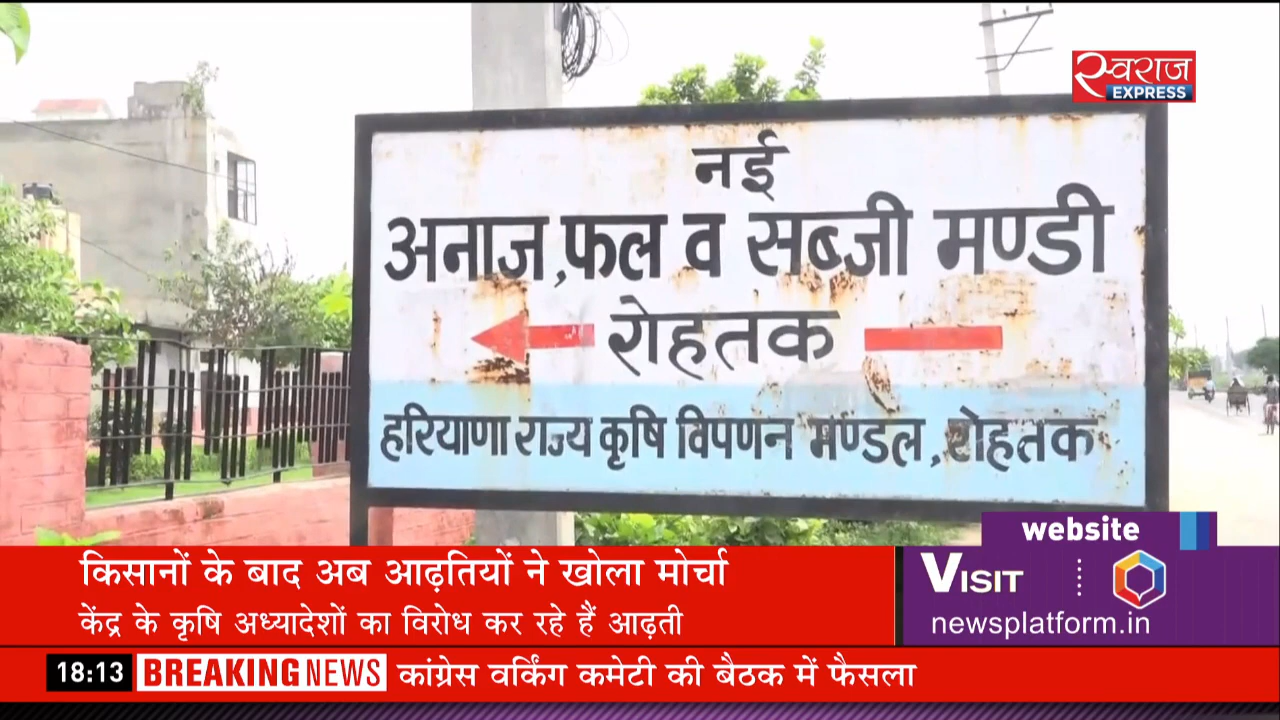 स्वराज
EXPRESS
नई
अनाज,फल व सब्जी मण्डी
रोहतक
हरियाणा राज्य कृषि विपणन मण्डल, रोहतक
website
VISIT
newsplatform.in
किसानों के बाद अब आढ़तियों ने खोला मोर्चा
केंद्र के कृषि अध्यादेशों का विरोध कर रहे हैं आढ़ती
18:13 BREAKING NEWS कांग्रेस वर्किंग कमेटी की बैठक में फैसला